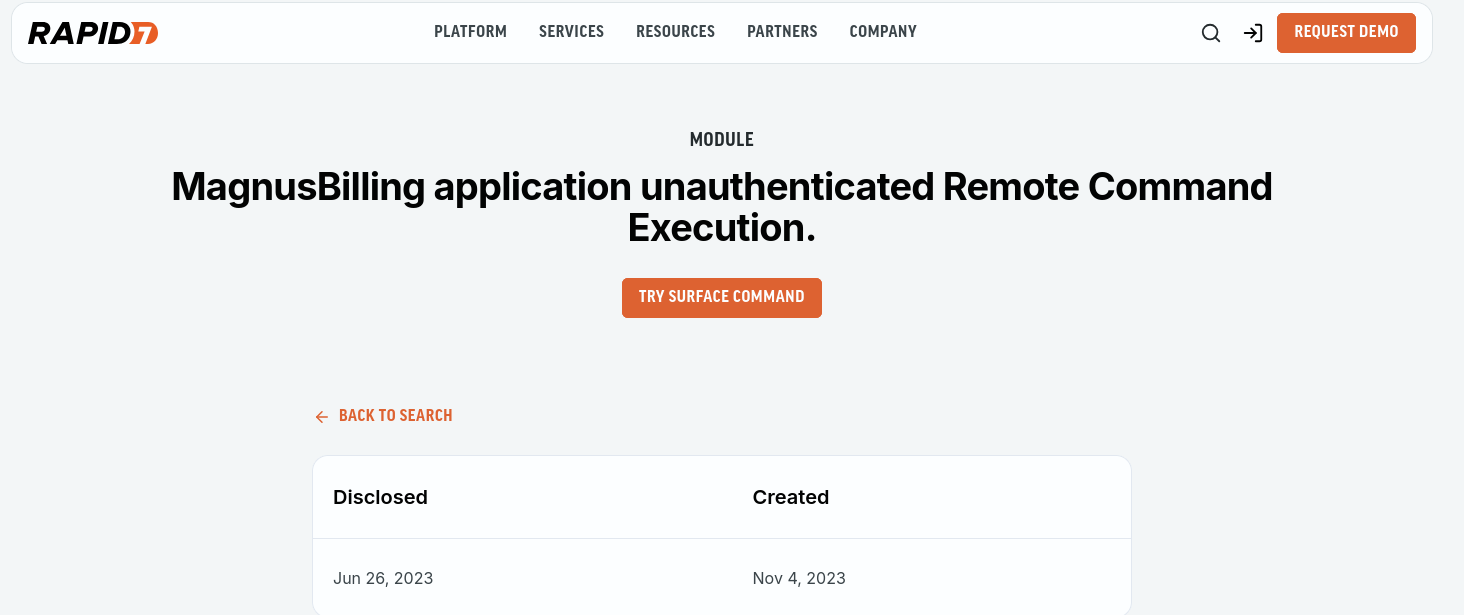 RAPID7
PLATFORM SERVICES RESOURCES PARTNERS COMPANY
REQUEST DEMO
MODULE
MagnusBilling application unauthenticated Remote Command
Execution.
TRY SURFACE COMMAND
BACK TO SEARCH
Disclosed Created
Jun 26, 2023 Nov 4, 2023